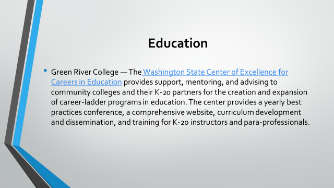 Education
• Green River College — The Washington State Center of Excellence for
Careers in Education provides support, mentoring, and advising to
community colleges and their K-20 partners for the creation and expansion
of career-ladder programs in education. The center provides a yearly best
practices conference, a comprehensive website, curriculum development
and dissemination, and training for K-20 instructors and para-professionals.